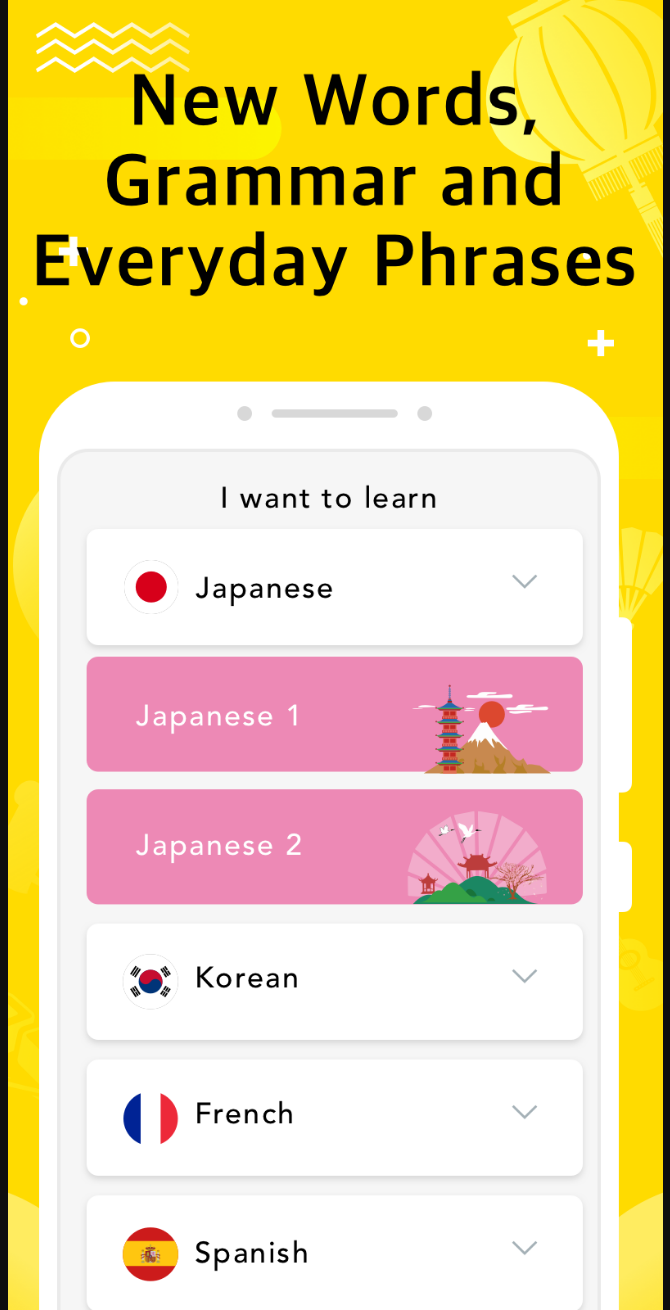 New Words,
Grammar and
Everyday Phrases
I want to learn
Japanese
Japanese 1
Japanese 2
Korean
French
Spanish